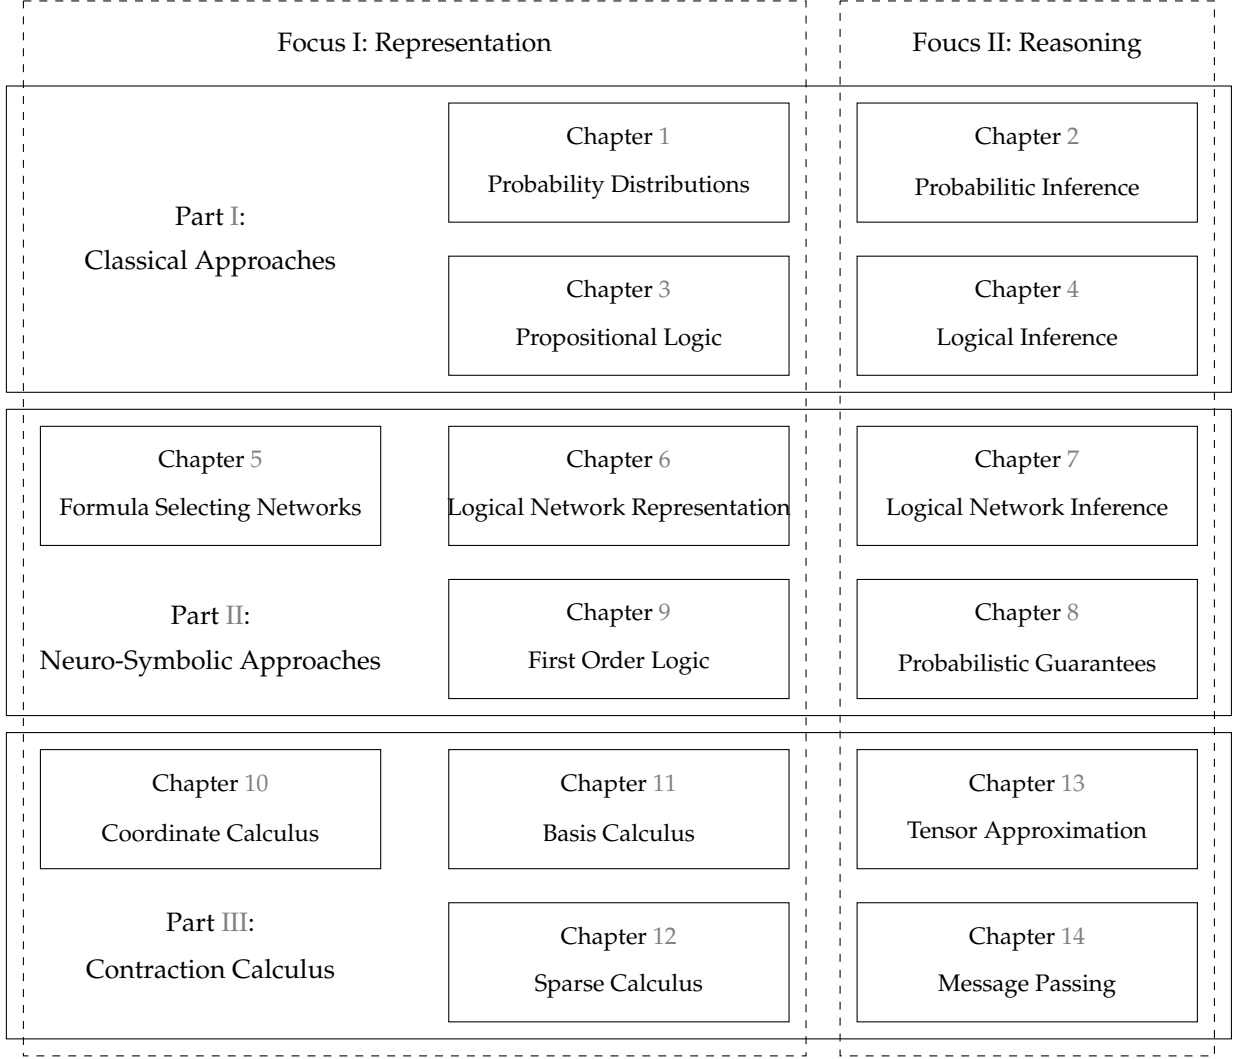 Focus I: Representation
Foucs II: Reasoning
Part I:
Classical Approaches
Chapter 1
Probability Distributions
Chapter 2
Probabilitic Inference
Chapter 3
Propositional Logic
Chapter 4
Logical Inference
Chapter 5
Formula Selecting Networks
Chapter 6
Logical Network Representation
Chapter 7
Logical Network Inference
Part II:
Neuro-Symbolic Approaches
Chapter 9
First Order Logic
Chapter 8
Probabilistic Guarantees
Chapter 10
Coordinate Calculus
Chapter 11
Basis Calculus
Chapter 13
Tensor Approximation
Part III:
Contraction Calculus
Chapter 12
Sparse Calculus
Chapter 14
Message Passing